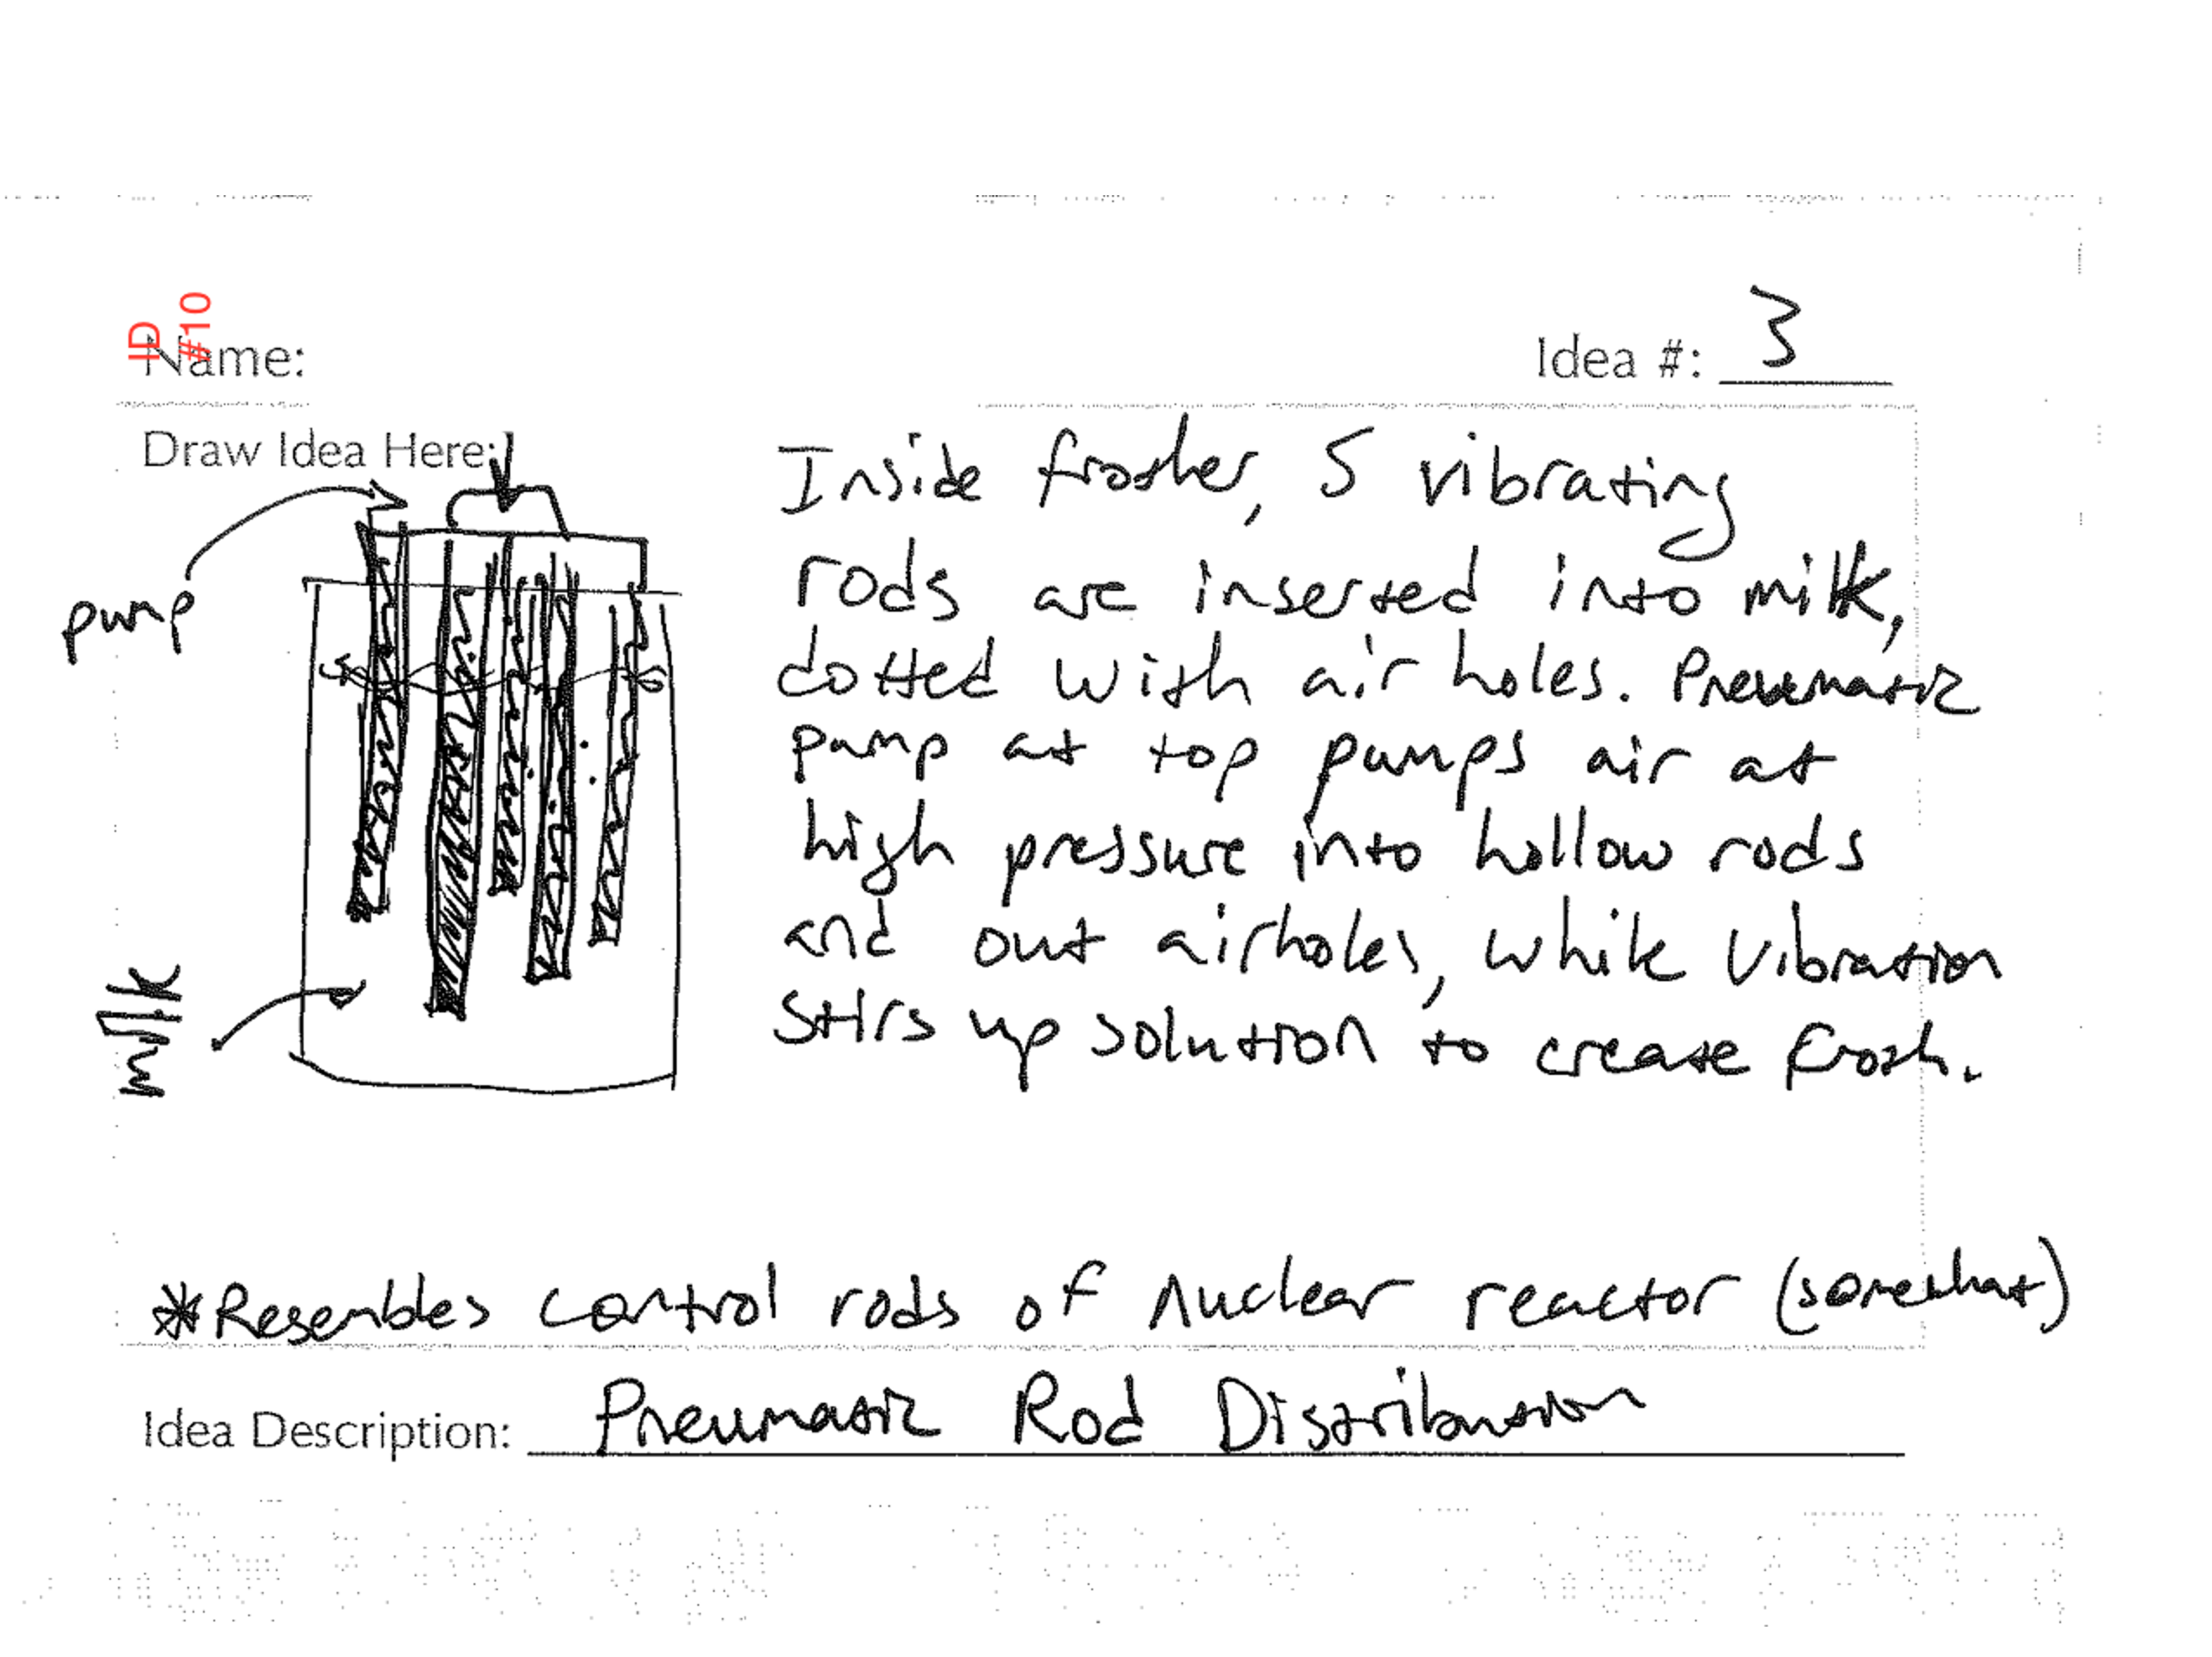 ID
#10
Name:
Idea #: 3
Draw Idea Here:
pump
milk
Inside frother, 5 vibrating
rods are inserted into milk,
dotted with air holes. Pneumatic
pump at top pumps air at
high pressure into hollow rods
and out airholes, while vibration
stirs up solution to create froth.
*Resembles control rods of nuclear reactor (somewhat)
Idea Description: Pneumatic Rod Distribution